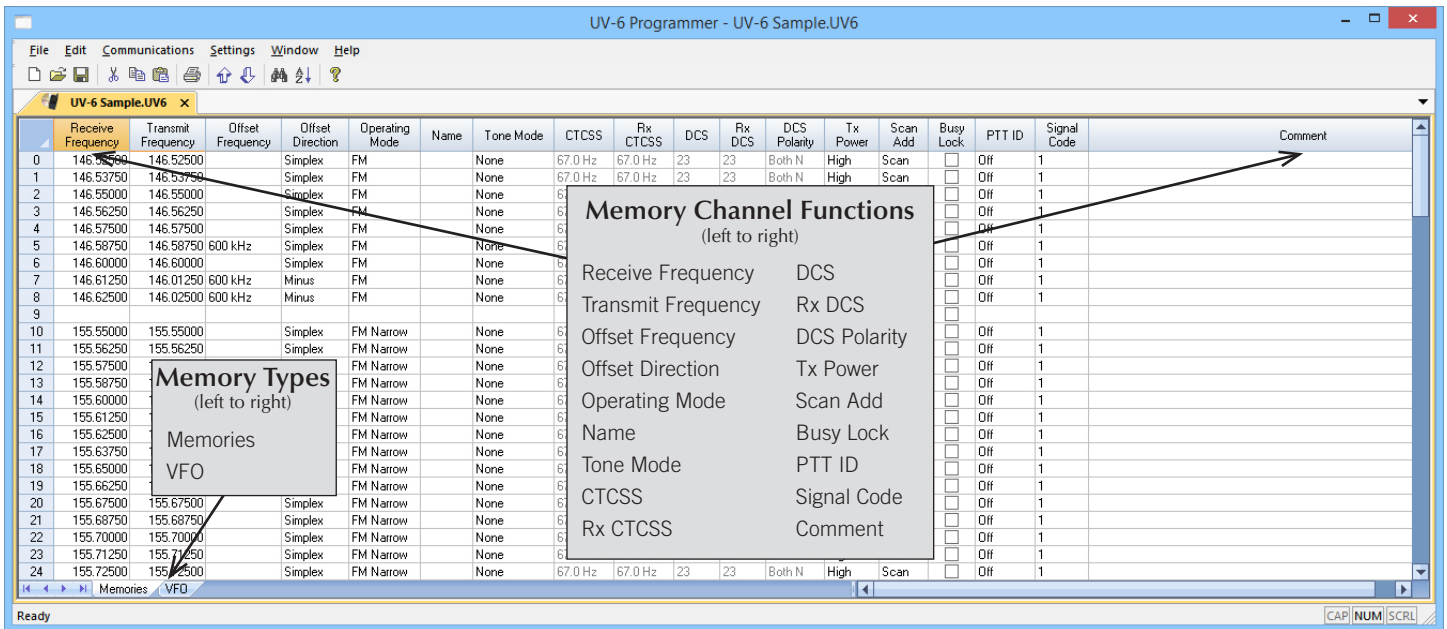 UV-6 Programmer - UV-6 Sample.UV6
File Edit Communications Settings Window Help
UV-6 Sample.UV6 x
Receive Frequency Transmit Frequency Offset Frequency Offset Direction Operating Mode Name Tone Mode CTCSS Rx CTCSS DCS Rx DCS DCS Polarity Tx Power Scan Add Busy Lock PTT ID Signal Code Comment
0 146.52500 146.52500 Simplex FM None 67.0 Hz 67.0 Hz 23 23 Both N High Scan Off 1
1 146.53750 146.53750 Simplex FM None 67.0 Hz 67.0 Hz 23 23 Both N High Scan Off 1
2 146.55000 146.55000 Simplex FM None Off 1
3 146.56250 146.56250 Simplex FM None Off 1
4 146.57500 146.57500 Simplex FM None Off 1
5 146.58750 146.58750 600 kHz Simplex FM None Off 1
6 146.60000 146.60000 Simplex FM None Off 1
7 146.61250 146.01250 600 kHz Minus FM None Off 1
8 146.62500 146.02500 600 kHz Minus FM None Off 1
9
10 155.55000 155.55000 Simplex FM Narrow None Off 1
11 155.56250 155.56250 Simplex FM Narrow None Off 1
12 155.57500 FM Narrow None Off 1
13 155.58750 FM Narrow None Off 1
14 155.60000 FM Narrow None Off 1
15 155.61250 FM Narrow None Off 1
16 155.62500 FM Narrow None Off 1
17 155.63750 FM Narrow None Off 1
18 155.65000 FM Narrow None Off 1
19 155.66250 FM Narrow None Off 1
20 155.67500 155.67500 Simplex FM Narrow None Off 1
21 155.68750 155.68750 Simplex FM Narrow None Off 1
22 155.70000 155.70000 Simplex FM Narrow None Off 1
23 155.71250 155.71250 Simplex FM Narrow None Off 1
24 155.72500 155.72500 Simplex FM Narrow None 67.0 Hz 67.0 Hz 23 23 Both N High Scan Off 1
Memory Types
(left to right)
Memories
VFO
Memory Channel Functions
(left to right)
Receive Frequency
Transmit Frequency
Offset Frequency
Offset Direction
Operating Mode
Name
Tone Mode
CTCSS
Rx CTCSS
DCS
Rx DCS
DCS Polarity
Tx Power
Scan Add
Busy Lock
PTT ID
Signal Code
Comment
Memories VFO
Ready CAP NUM SCRL